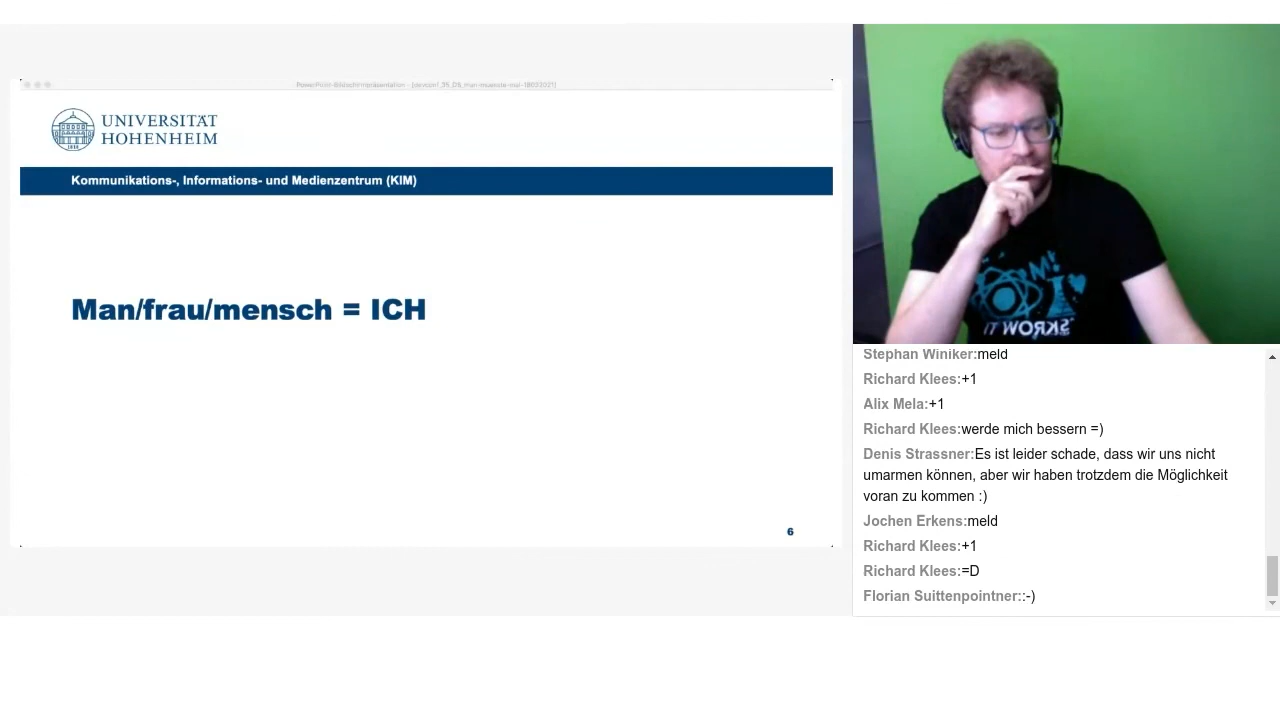 UNIVERSITÄT
HOHENHEIM
Kommunikations-, Informations- und Medienzentrum (KIM)
Man/frau/mensch = ICH
6
M!
IT WORKS
Stephan Winiker:meld
Richard Klees:+1
Alix Mela:+1
Richard Klees:werde mich bessern =)
Denis Strassner:Es ist leider schade, dass wir uns nicht
umarmen können, aber wir haben trotzdem die Möglichkeit
voran zu kommen :)
Jochen Erkens:meld
Richard Klees:+1
Richard Klees:=D
Florian Suittenpointner::-)